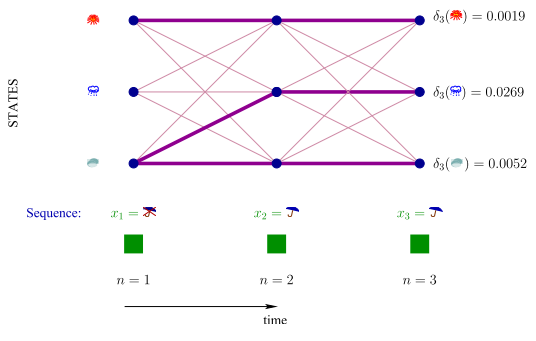 δ₃( ) = 0.0019
STATES
δ₃( ) = 0.0269
δ₃( ) = 0.0052
Sequence: x₁ = x₂ = x₃ =
n = 1 n = 2 n = 3
time